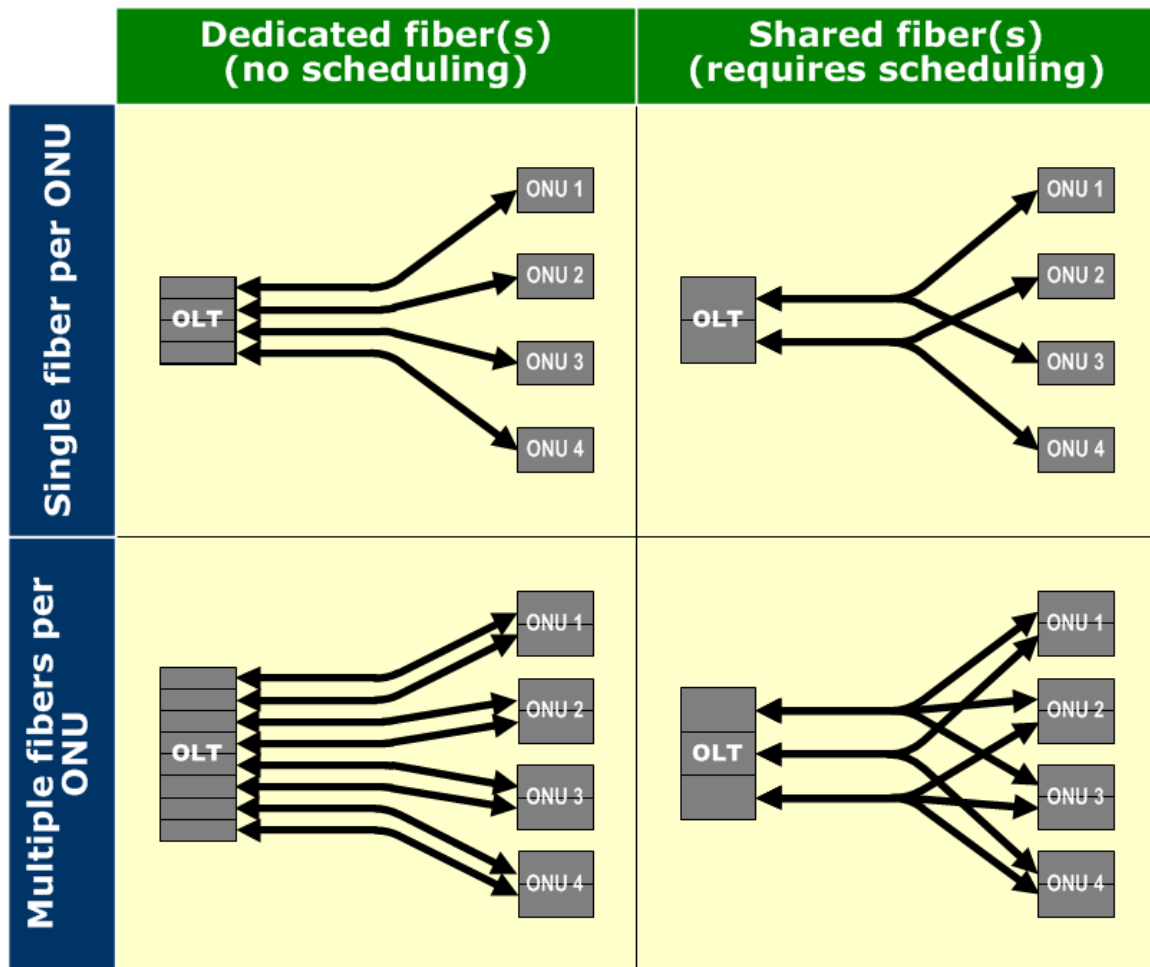 Dedicated fiber(s)
(no scheduling)
Shared fiber(s)
(requires scheduling)
Single fiber per ONU
OLT
ONU 1
ONU 2
ONU 3
ONU 4
OLT
ONU 1
ONU 2
ONU 3
ONU 4
Multiple fibers per
ONU
OLT
ONU 1
ONU 2
ONU 3
ONU 4
OLT
ONU 1
ONU 2
ONU 3
ONU 4